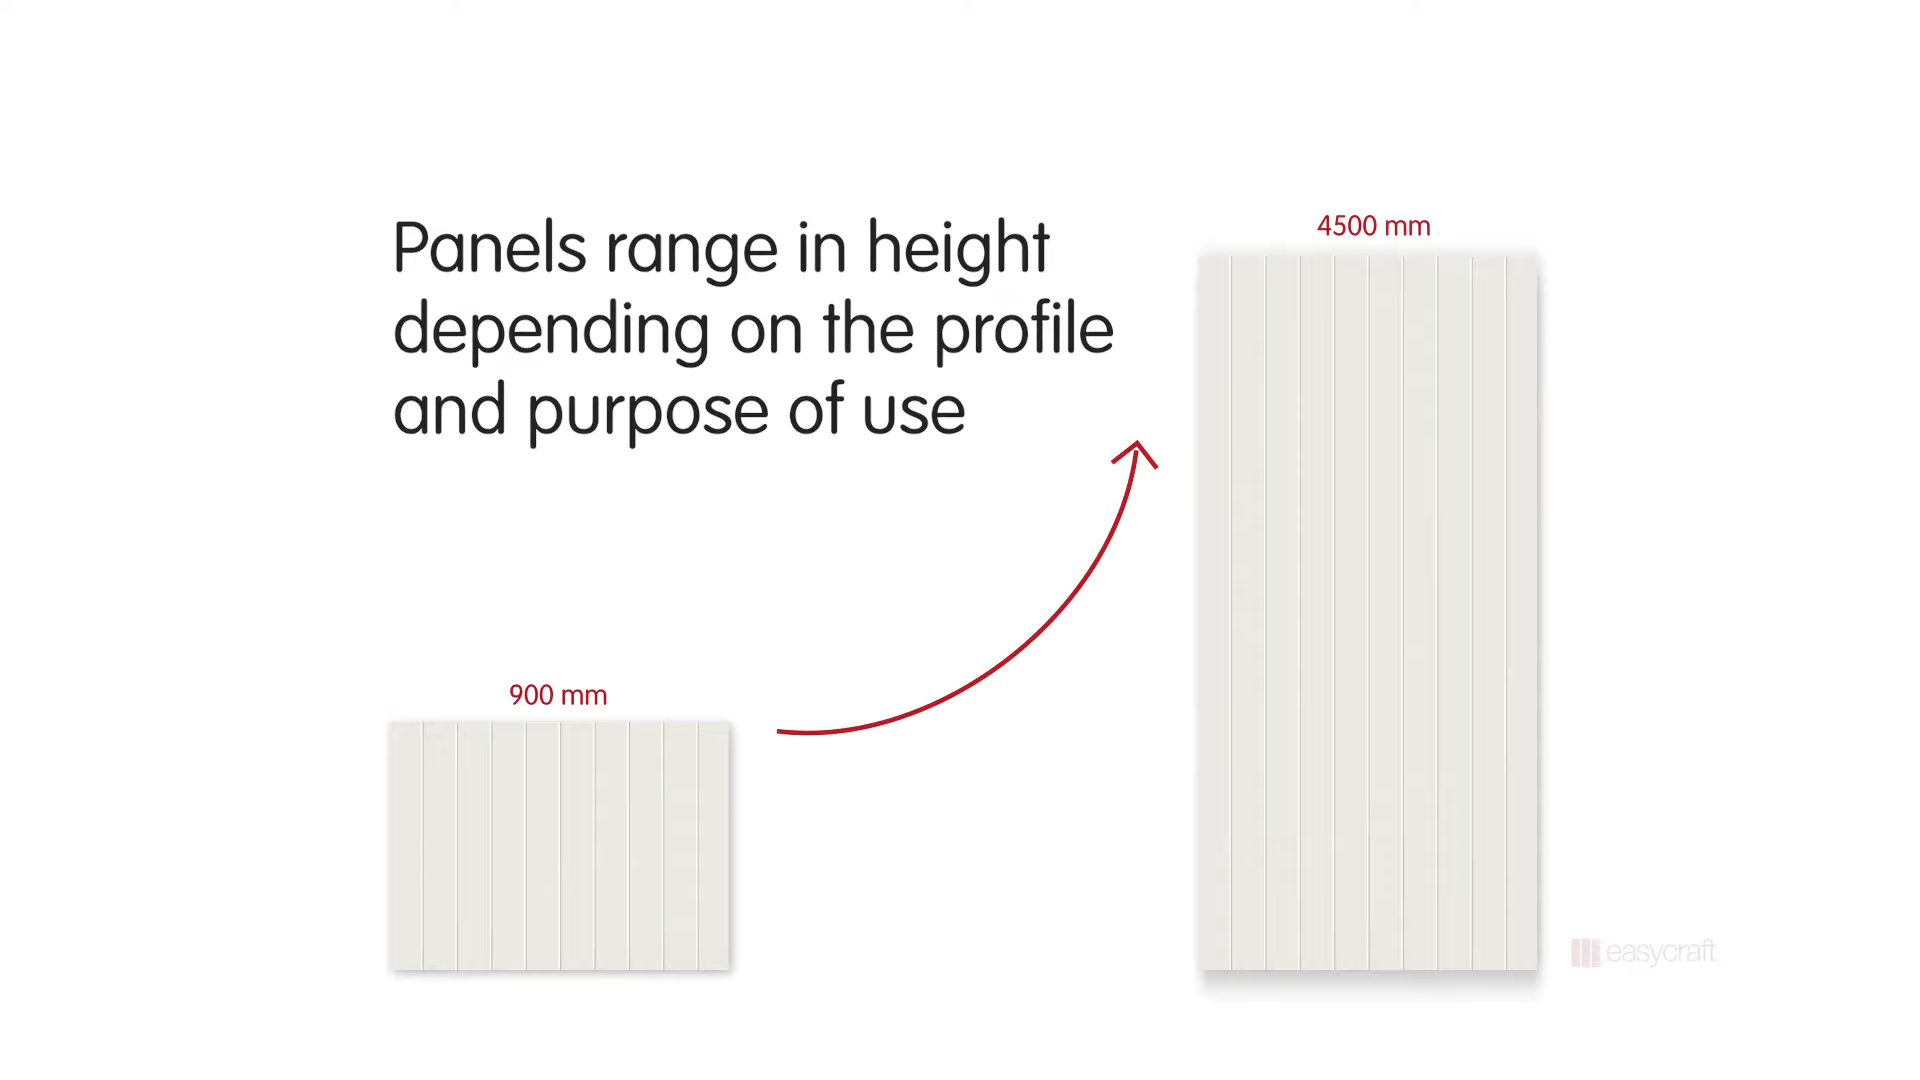 Panels range in height
depending on the profile
and purpose of use
4500 mm
900 mm
easycraft